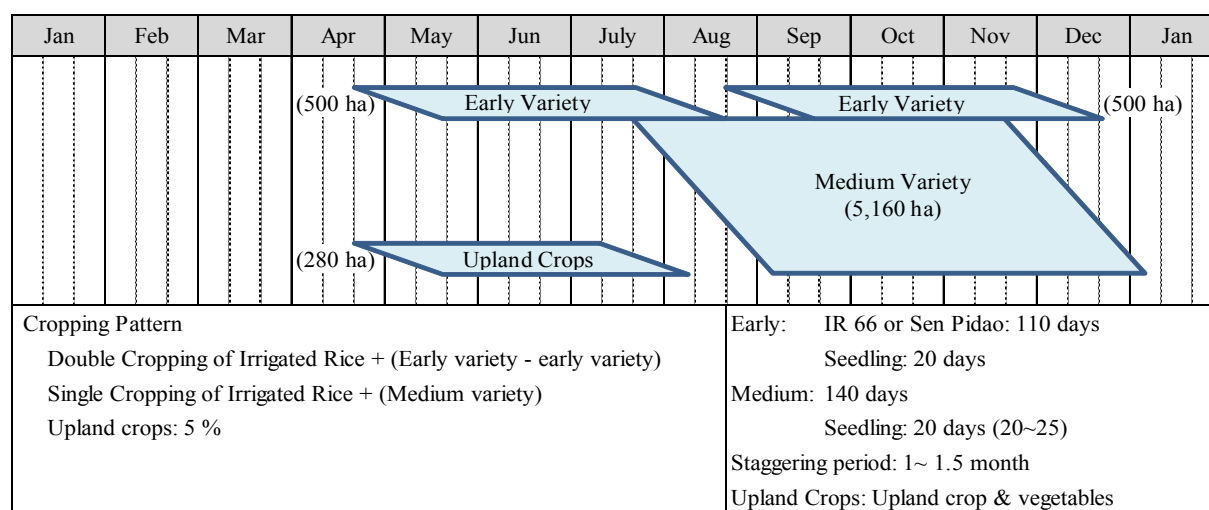 Jan Feb Mar Apr May Jun July Aug Sep Oct Nov Dec Jan
(500 ha) Early Variety Early Variety (500 ha)
Medium Variety
(5,160 ha)
(280 ha) Upland Crops
Cropping Pattern
Double Cropping of Irrigated Rice + (Early variety - early variety)
Single Cropping of Irrigated Rice + (Medium variety)
Upland crops: 5 %
Early: IR 66 or Sen Pidao: 110 days
Seedling: 20 days
Medium: 140 days
Seedling: 20 days (20~25)
Staggering period: 1~ 1.5 month
Upland Crops: Upland crop & vegetables